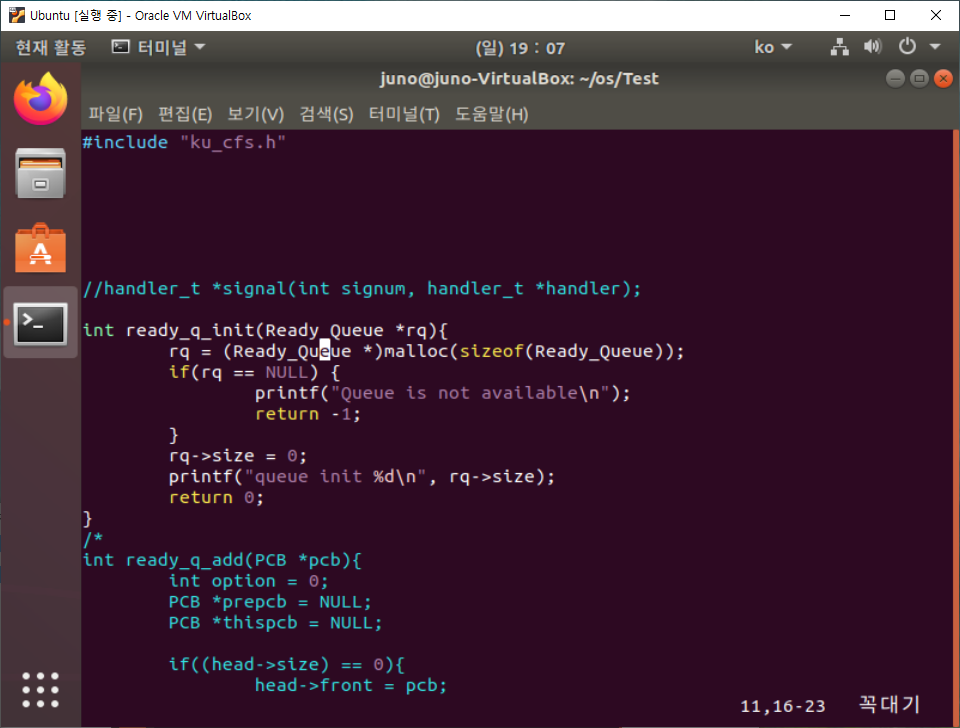 Ubuntu [실행 중] - Oracle VM VirtualBox
현재 활동 터미널 (일) 19 : 07 ko
juno@juno-VirtualBox: ~/os/Test
파일(F) 편집(E) 보기(V) 검색(S) 터미널(T) 도움말(H)
#include "ku_cfs.h"
//handler_t *signal(int signum, handler_t *handler);
int ready_q_init(Ready_Queue *rq){
rq = (Ready_Queue *)malloc(sizeof(Ready_Queue));
if(rq == NULL) {
printf("Queue is not available\n");
return -1;
}
rq->size = 0;
printf("queue init %d\n", rq->size);
return 0;
}
/*
int ready_q_add(PCB *pcb){
int option = 0;
PCB *prepcb = NULL;
PCB *thispcb = NULL;
if((head->size) == 0){
head->front = pcb;
11,16-23 꼭대기